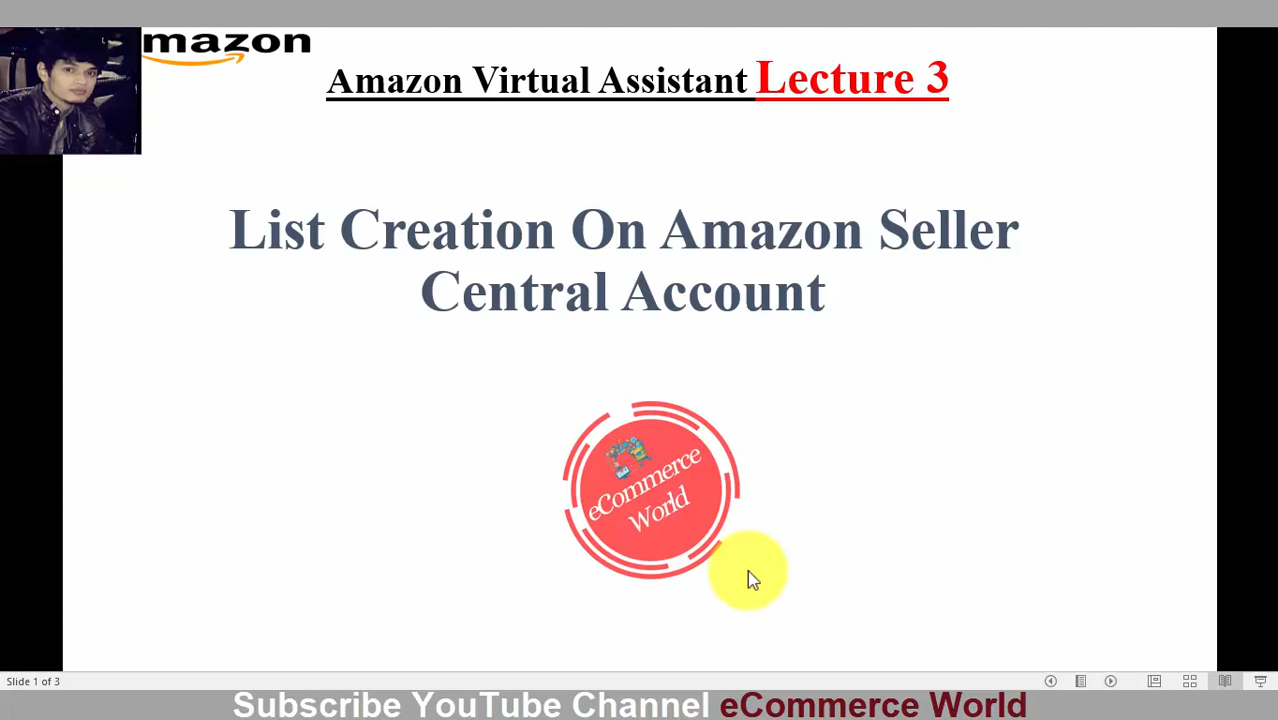 mazon
Amazon Virtual Assistant Lecture 3
List Creation On Amazon Seller
Central Account
eCommerce
World
Slide 1 of 3
Subscribe YouTube Channel eCommerce World